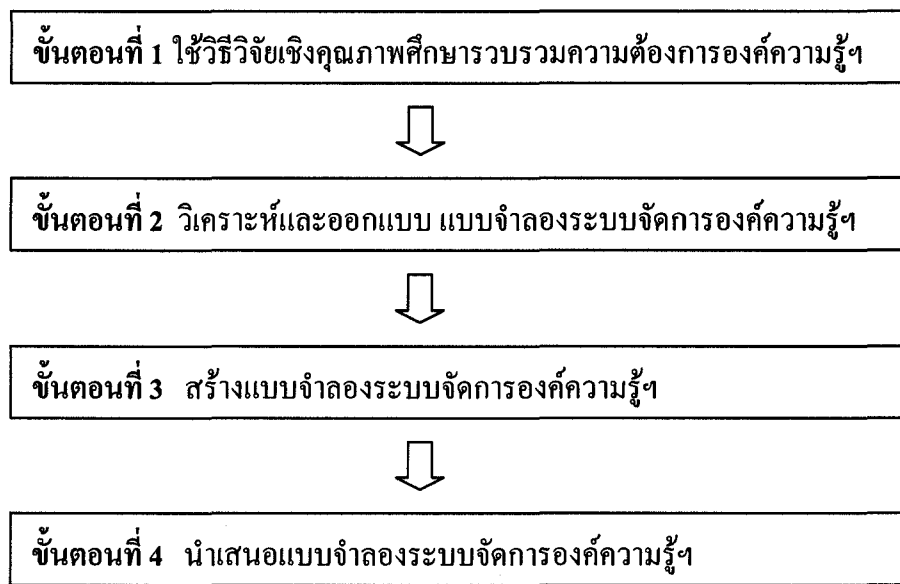 ขั้นตอนที่ 1 ใช้วิธีวิจัยเชิงคุณภาพศึกษารวบรวมความต้องการองค์ความรู้ฯ
ขั้นตอนที่ 2 วิเคราะห์และออกแบบ แบบจำลองระบบจัดการองค์ความรู้ฯ
ขั้นตอนที่ 3 สร้างแบบจำลองระบบจัดการองค์ความรู้ฯ
ขั้นตอนที่ 4 นำเสนอแบบจำลองระบบจัดการองค์ความรู้ฯ